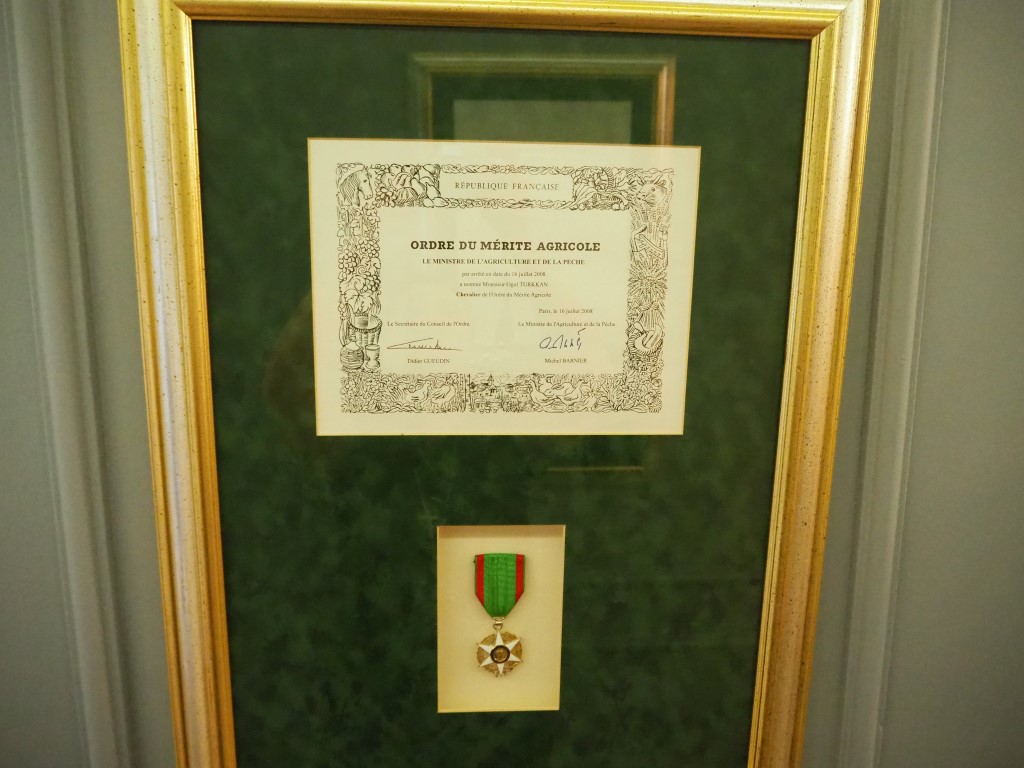 RÉPUBLIQUE FRANÇAISE
ORDRE DU MÉRITE AGRICOLE
LE MINISTRE DE L'AGRICULTURE ET DE LA PECHE
par arrêté en date du 16 juillet 2008
a nommé Monsieur TURKKAN
Chevalier de l'Ordre du Mérite Agricole
Paris, le 16 juillet 2008
Le Secrétaire du Conseil de l'Ordre
Le Ministre de l'Agriculture et de la Pêche
Didier GUEUDIN
Michel BARNIER